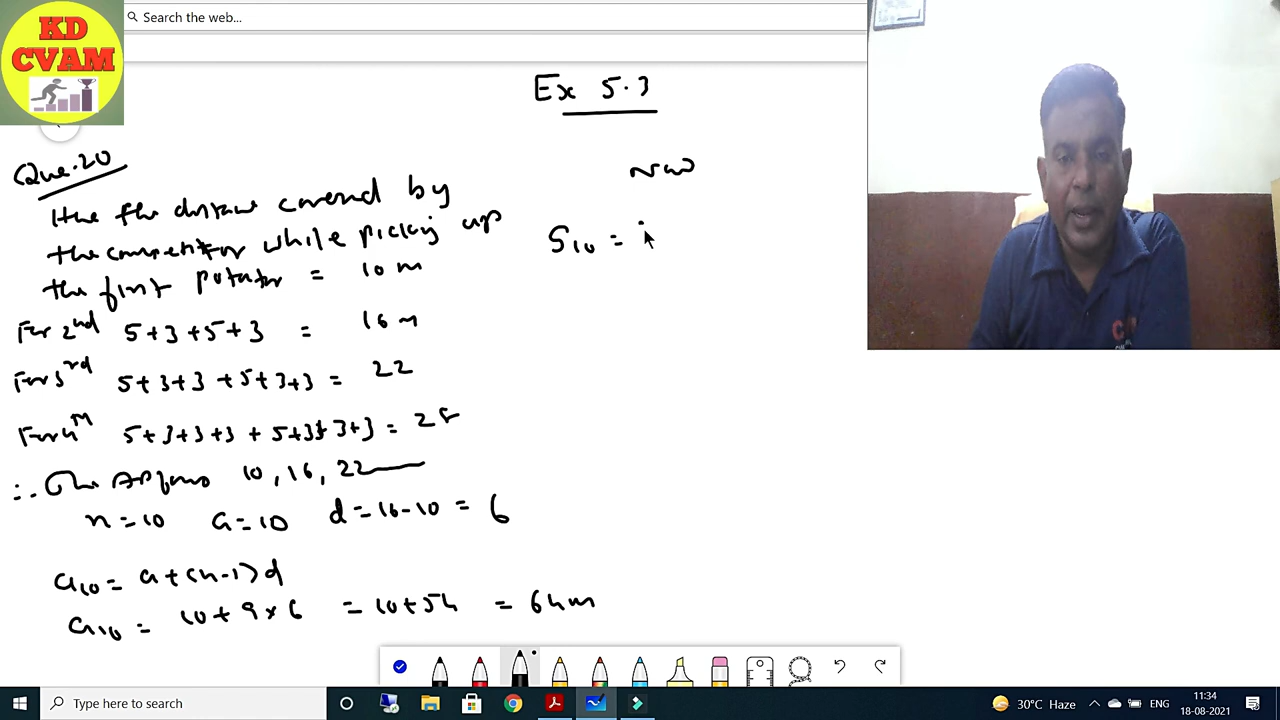 KD
CVAM
Search the web...
Ex 5.3
Que.20
the distance covered by
the competitor while picking up
the first potato = 10 m
For 2nd 5+3+5+3 = 16 m
For 3rd 5+3+3+5+3+3 = 22
For 4th 5+3+3+3+5+3+3+3 = 28
∴ The AP form 10, 16, 22
n=10 a=10 d=16-10 = 6
a10 = a+(n-1)d
a10 = 10+9×6 = 10+54 = 64m
Now
S10 =
Type here to search
30°C Haze
ENG
11:34
18-08-2021